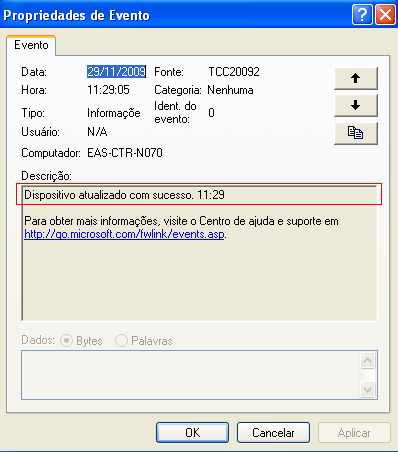 Propriedades de Evento
Evento
Data: 29/11/2009 Fonte: TCC20092
Hora: 11:29:05 Categoria: Nenhuma
Tipo: Informaçõe Ident. do evento: 0
Usuário: N/A
Computador: EAS-CTR-N070
Descrição:
Dispositivo atualizado com sucesso. 11:29
Para obter mais informações, visite o Centro de ajuda e suporte em
http://go.microsoft.com/fwlink/events.asp.
Dados: Bytes Palavras
OK Cancelar Aplicar